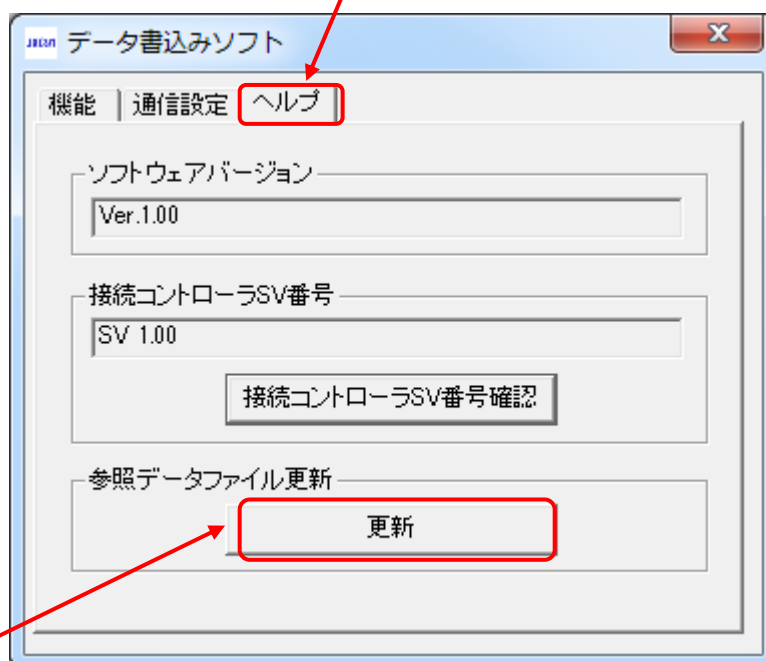 データ書込みソフト
機能 通信設定 ヘルプ
ソフトウェアバージョン
Ver.1.00
接続コントローラSV番号
SV 1.00
接続コントローラSV番号確認
参照データファイル更新
更新